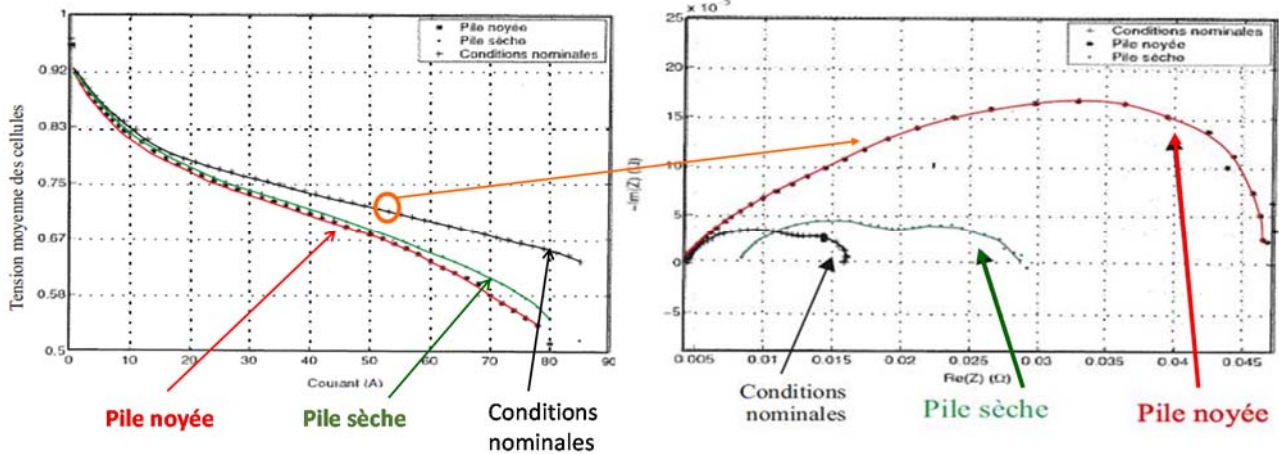 1
0.92
0.83
0.75
0.67
0.58
0.5
Tension moyenne des cellules
Pile noyée
Pile sèche
Conditions nominales
0 10 20 30 40 50 60 70 80 90
Courant (A)
Pile noyée
Pile sèche
Conditions
nominales
25
20
15
10
5
0
−5
−Im(Z) (Ω)
Conditions nominales
Pile noyée
Pile sèche
0.005 0.01 0.015 0.02 0.025 0.03 0.035 0.04 0.045
Re(Z) (Ω)
Conditions
nominales
Pile sèche
Pile noyée